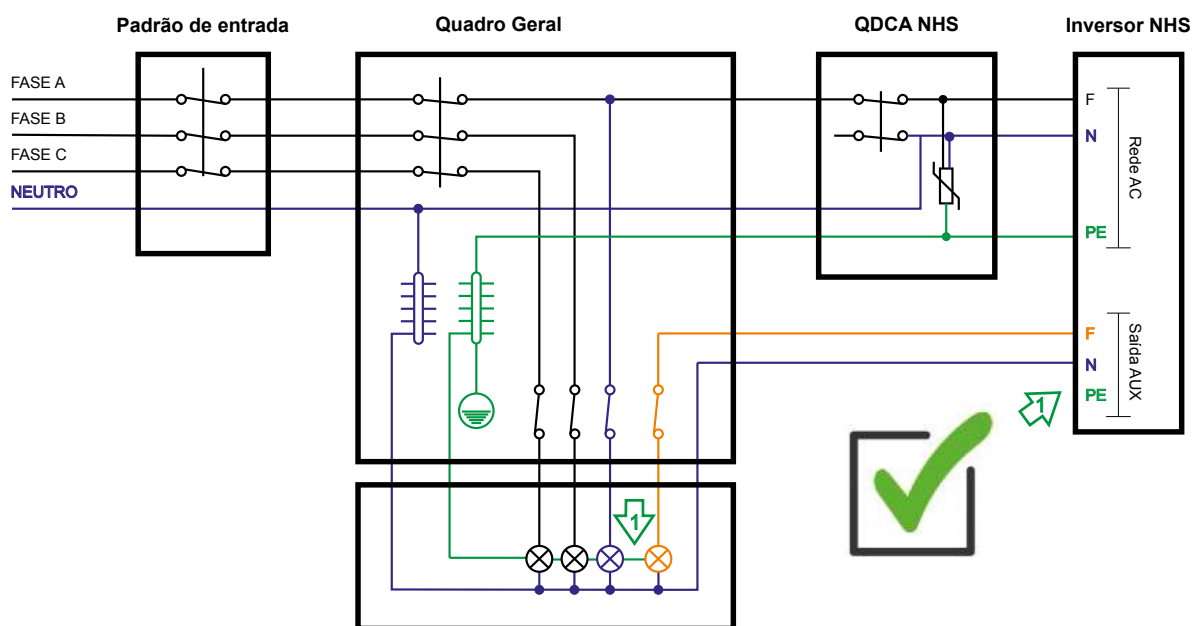 Padrão de entrada
Quadro Geral
QDCA NHS
Inversor NHS
FASE A
FASE B
FASE C
NEUTRO
F
N
PE
Rede AC
F
N
PE
Saída AUX
1
1